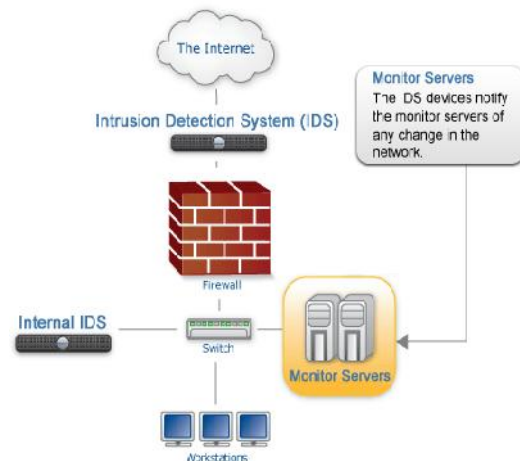 The Internet
Monitor Servers
The IDS devices notify
the monitor servers of
any change in the
network.
Intrusion Detection System (IDS)
Firewall
Internal IDS
Switch
Monitor Servers
Workstations